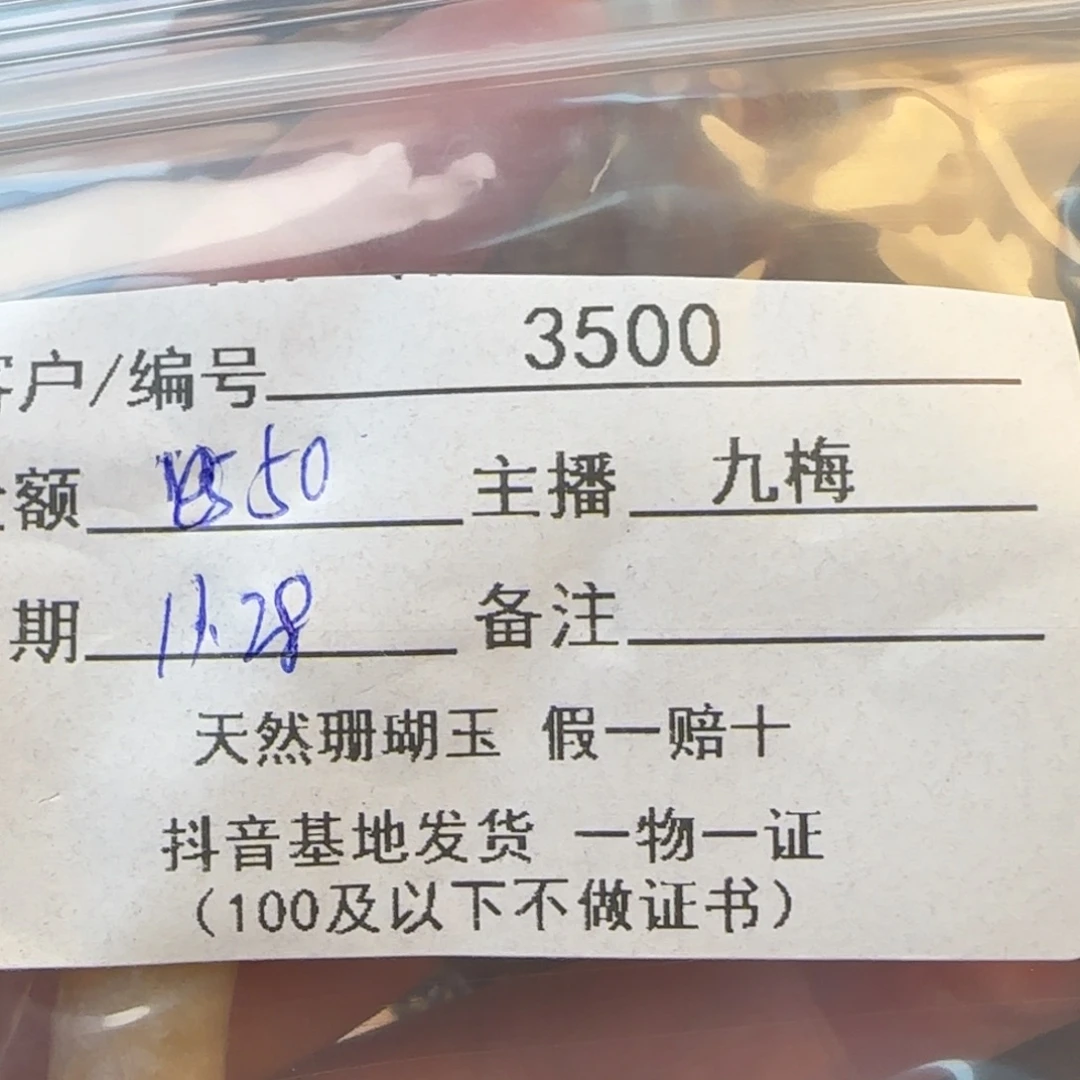 客户/编号 3500
额 50 主播 九梅
期 11.28 备注
天然珊瑚玉 假一赔十
抖音基地发货 一物一证
(100及以下不做证书)